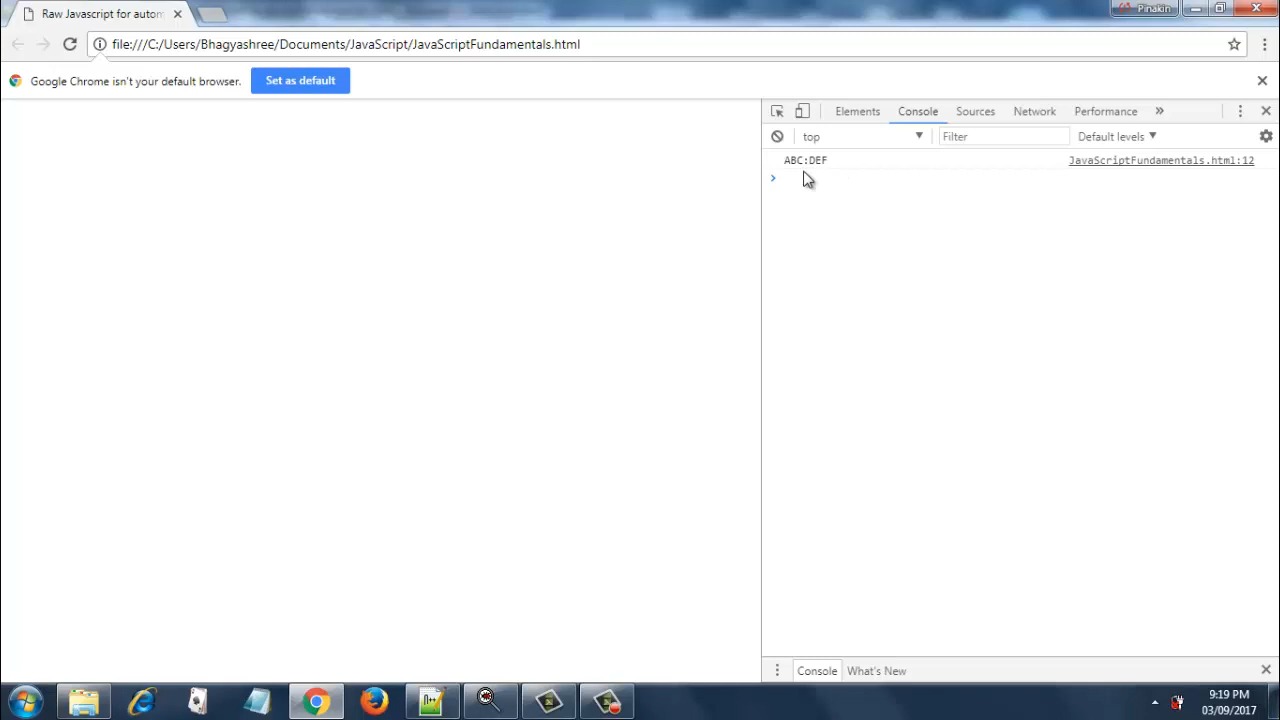 Raw Javascript for autom
Pinakin
file:///C:/Users/Bhagyashree/Documents/JavaScript/JavaScriptFundamentals.html
Google Chrome isn't your default browser. Set as default
Elements Console Sources Network Performance »
top Filter Default levels
ABC:DEF JavaScriptFundamentals.html:12
Console What's New
9:19 PM
03/09/2017